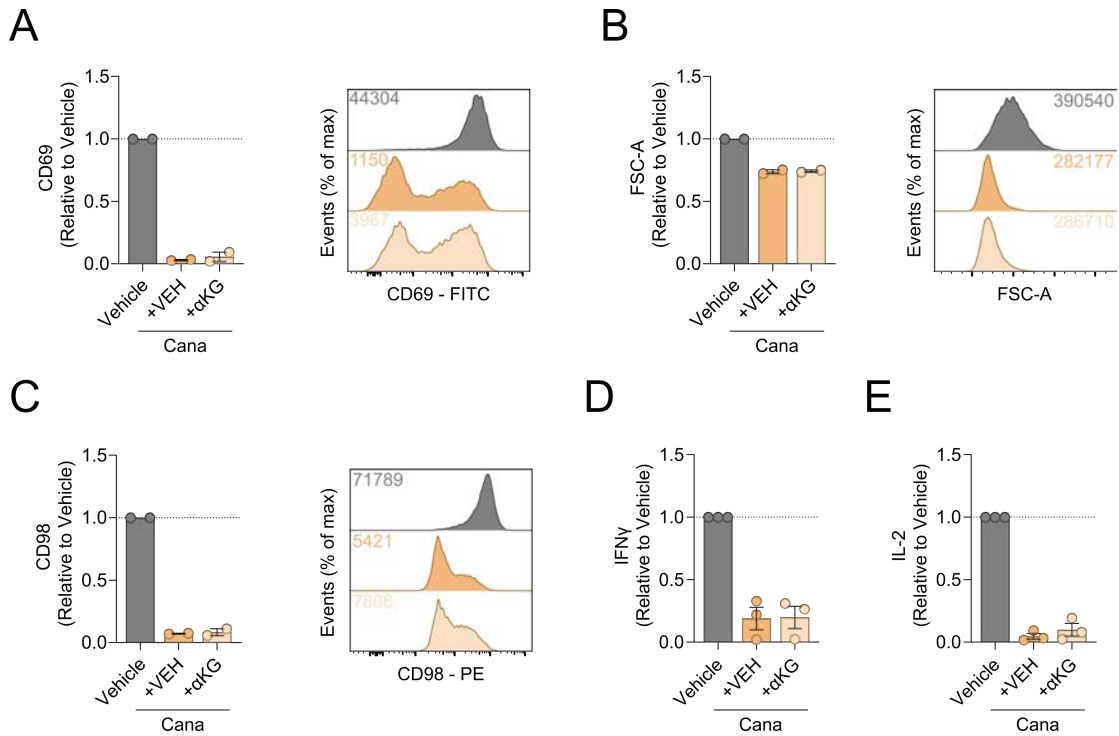 A
CD69
(Relative to Vehicle)
1.5
1.0
0.5
0.0
Vehicle
+VEH
+αKG
Cana
Events (% of max)
44304
1150
3967
CD69 - FITC
B
FSC-A
(Relative to Vehicle)
1.5
1.0
0.5
0.0
Vehicle
+VEH
+αKG
Cana
Events (% of max)
390540
282177
286710
FSC-A
C
CD98
(Relative to Vehicle)
1.5
1.0
0.5
0.0
Vehicle
+VEH
+αKG
Cana
Events (% of max)
71789
5421
7806
CD98 - PE
D
IFNγ
(Relative to Vehicle)
1.5
1.0
0.5
0.0
Vehicle
+VEH
+αKG
Cana
E
IL-2
(Relative to Vehicle)
1.5
1.0
0.5
0.0
Vehicle
+VEH
+αKG
Cana